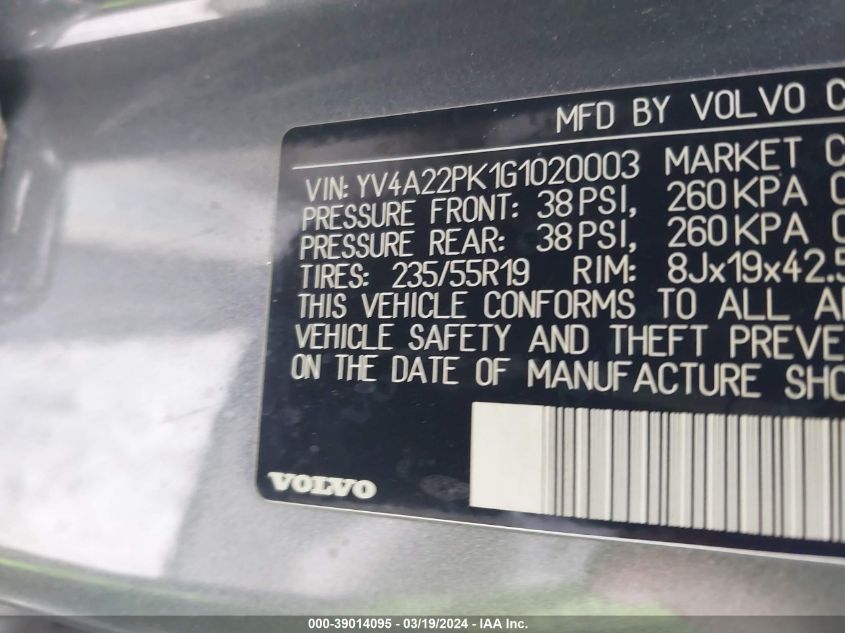 MFD BY VOLVO C
VIN: YV4A22PK1G1020003 MARKET C
PRESSURE FRONT: 38 PSI, 260 KPA C
PRESSURE REAR: 38 PSI, 260 KPA C
TIRES: 235/55R19 RIM: 8Jx19x42.5
THIS VEHICLE CONFORMS TO ALL A
VEHICLE SAFETY AND THEFT PREVE
ON THE DATE OF MANUFACTURE SHO
VOLVO
000-39014095 - 03/19/2024 - IAA Inc.